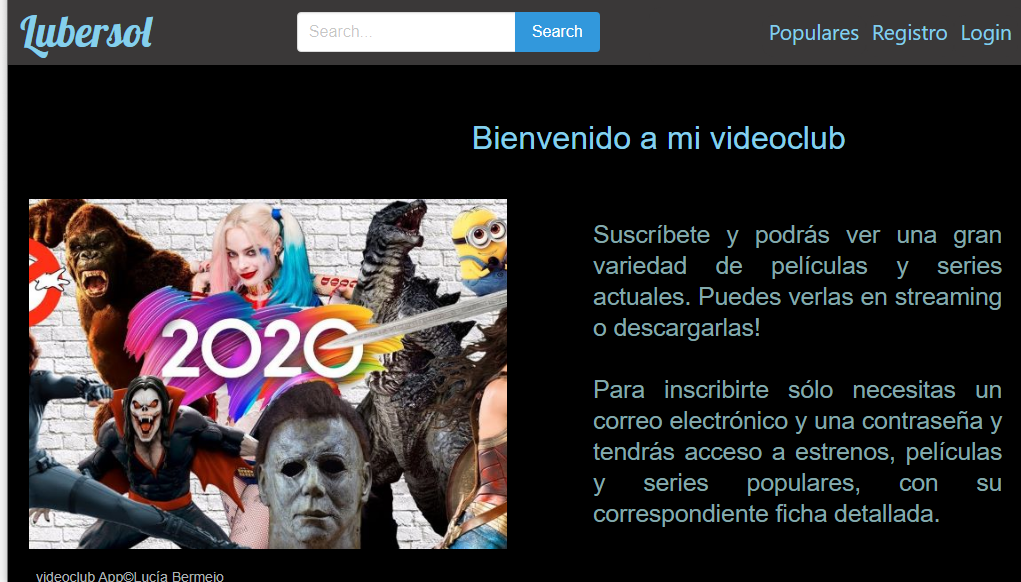 Lubersol
Search...
Search
Populares Registro Login
Bienvenido a mi videoclub
2020
Suscríbete y podrás ver una gran
variedad de películas y series
actuales. Puedes verlas en streaming
o descargarlas!
Para inscribirte sólo necesitas un
correo electrónico y una contraseña y
tendrás acceso a estrenos, películas
y series populares, con su
correspondiente ficha detallada.
videoclub App©Lucía Bermejo